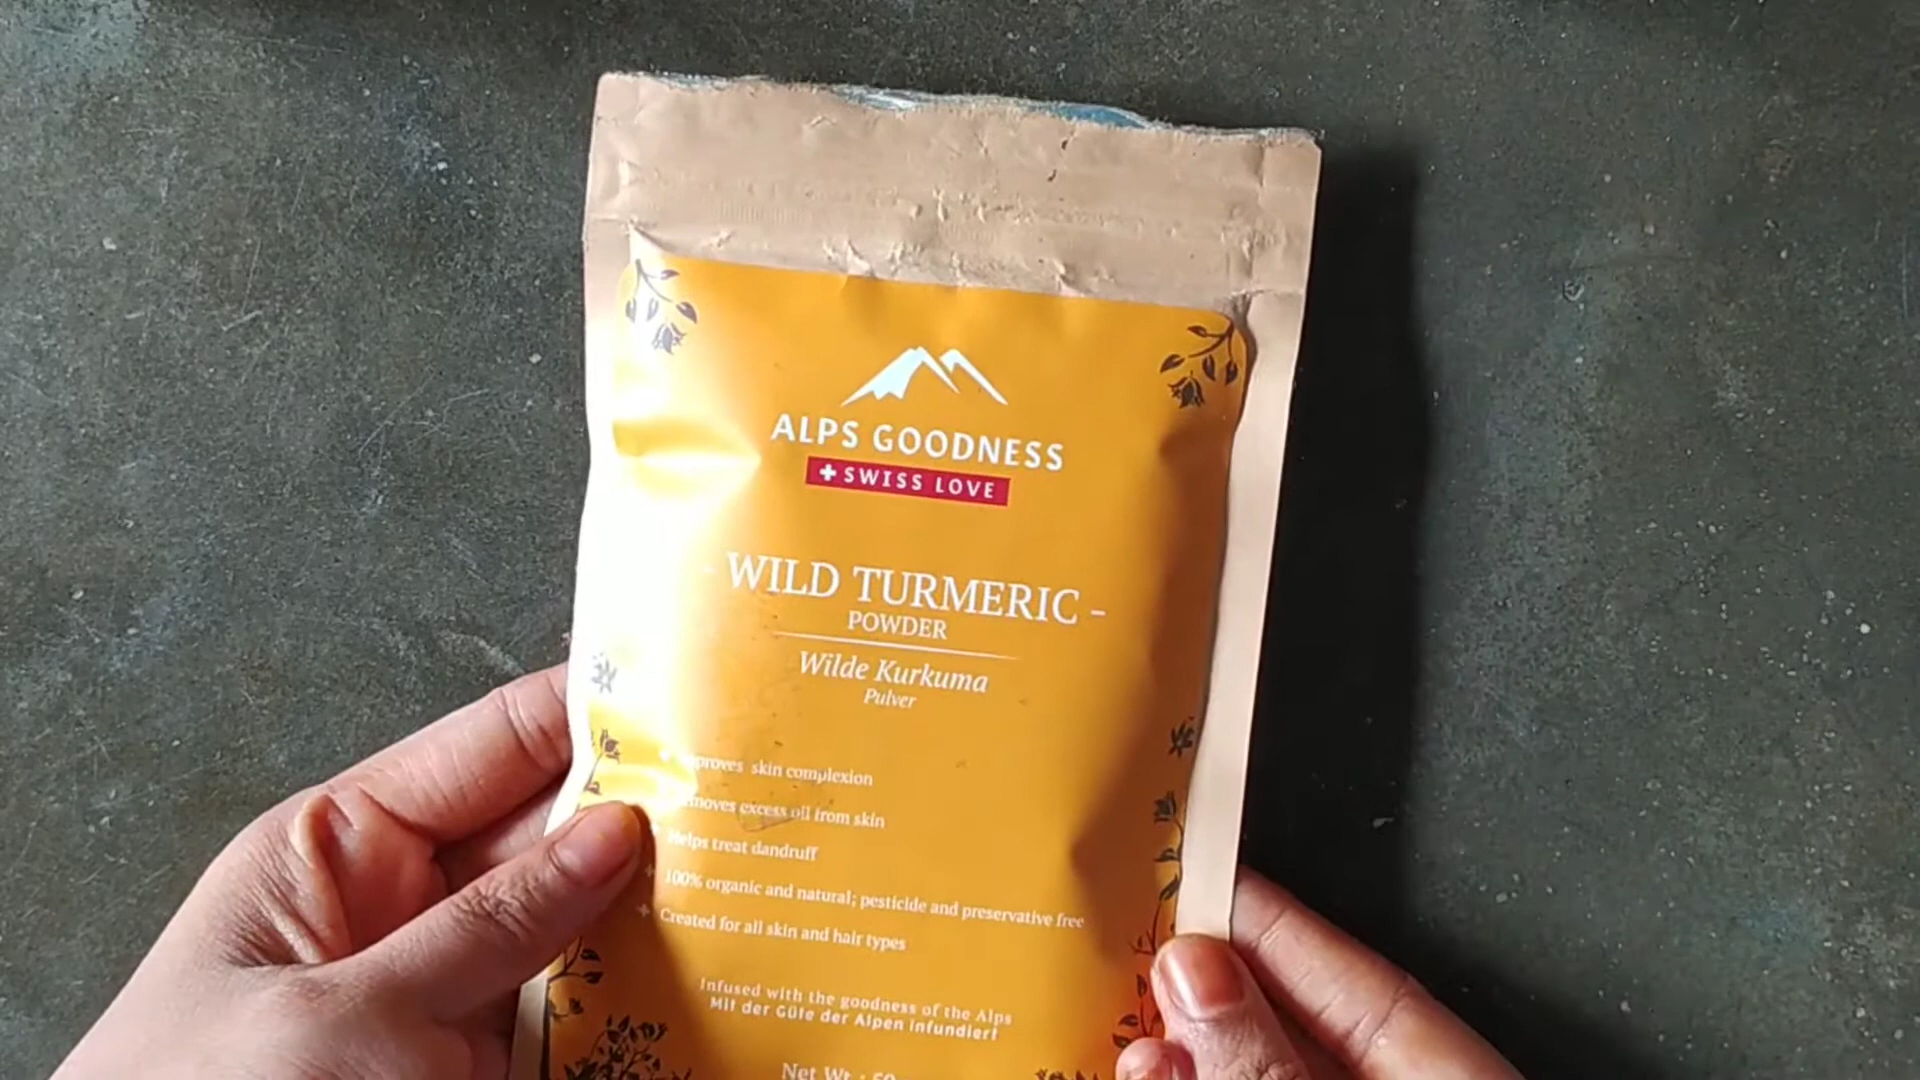 ALPS GOODNESS
+ SWISS LOVE
- WILD TURMERIC -
POWDER
Wilde Kurkuma
Pulver
skin complexion
excess oil from skin
Helps treat dandruff
100% organic and natural; pesticide and preservative free
Created for all skin and hair types
Infused with the goodness of the Alps
Mit der Güte der Alpen infundiert
Net Wt.: